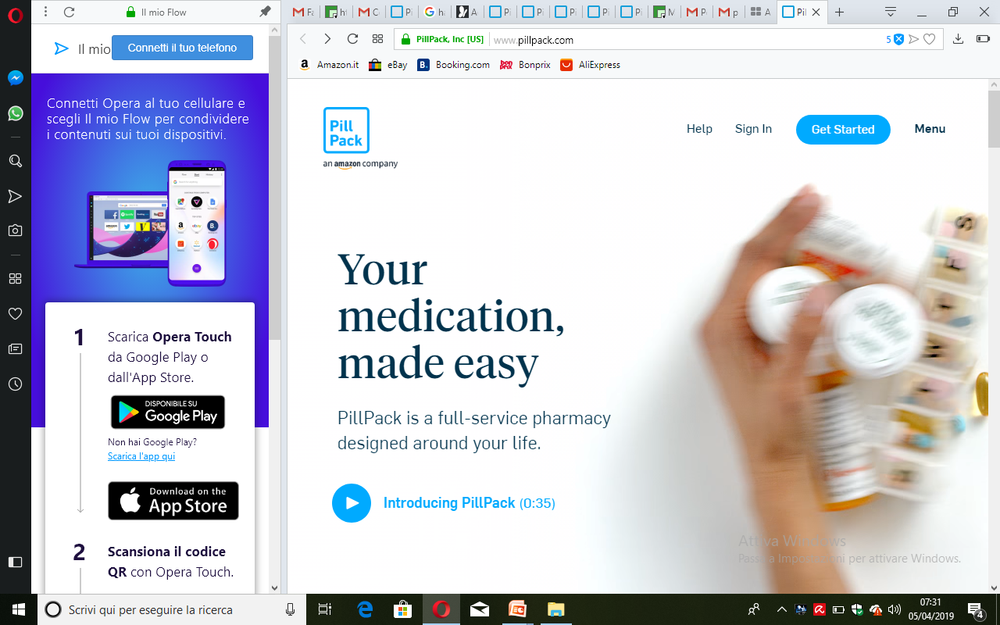 Il mio Flow
Il mio
Connetti il tuo telefono
Connetti Opera al tuo cellulare e
scegli Il mio Flow per condividere
i contenuti sui tuoi dispositivi.
1
Scarica Opera Touch
da Google Play o
dall'App Store.
DISPONIBILE SU
Google Play
Non hai Google Play?
Scarica l'app qui
Download on the
App Store
2
Scansiona il codice
QR con Opera Touch.
PillPack, Inc [US]
www.pillpack.com
5
Amazon.it
eBay
Booking.com
Bonprix
AliExpress
Pill
Pack
an amazon company
Help
Sign In
Get Started
Menu
Your
medication,
made easy
PillPack is a full-service pharmacy
designed around your life.
Introducing PillPack (0:35)
Attiva Windows
Passa a Impostazioni per attivare Windows.
Scrivi qui per eseguire la ricerca
07:31
05/04/2019
4